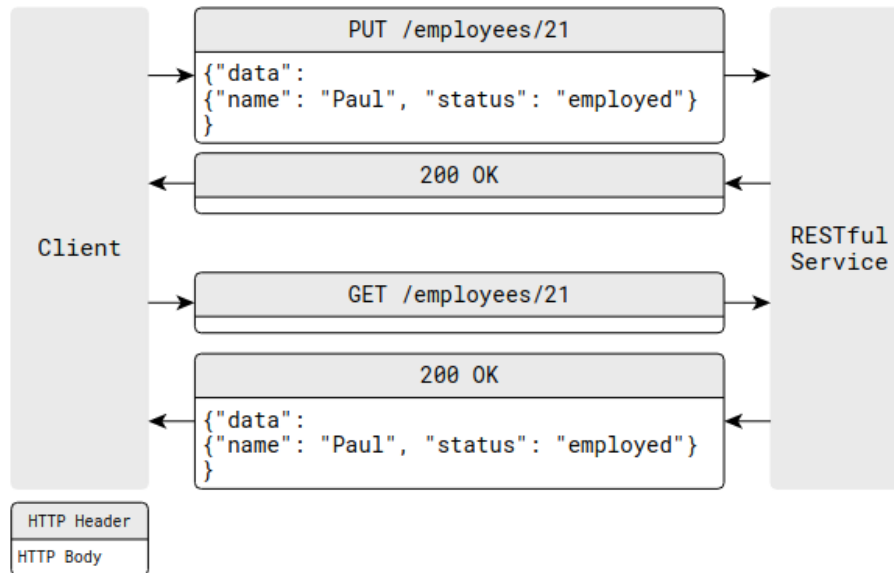 PUT /employees/21
{"data":
{"name": "Paul", "status": "employed"}
}
200 OK
Client
RESTful
Service
GET /employees/21
200 OK
{"data":
{"name": "Paul", "status": "employed"}
}
HTTP Header
HTTP Body